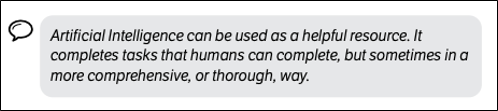 Artificial Intelligence can be used as a helpful resource. It
completes tasks that humans can complete, but sometimes in a
more comprehensive, or thorough, way.